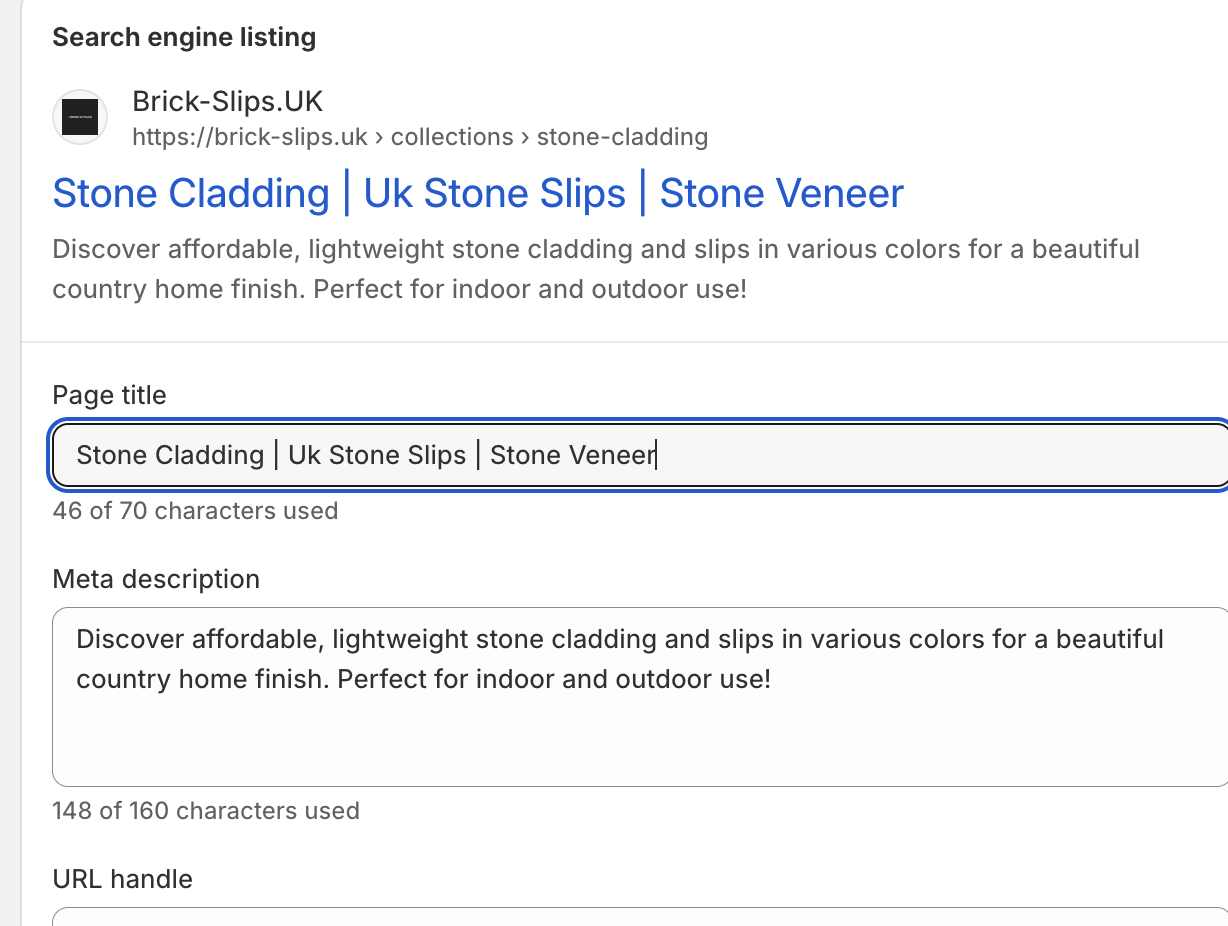 Search engine listing
Brick-Slips.UK
https://brick-slips.uk › collections › stone-cladding
Stone Cladding | Uk Stone Slips | Stone Veneer
Discover affordable, lightweight stone cladding and slips in various colors for a beautiful
country home finish. Perfect for indoor and outdoor use!
Page title
Stone Cladding | Uk Stone Slips | Stone Veneer
46 of 70 characters used
Meta description
Discover affordable, lightweight stone cladding and slips in various colors for a beautiful
country home finish. Perfect for indoor and outdoor use!
148 of 160 characters used
URL handle